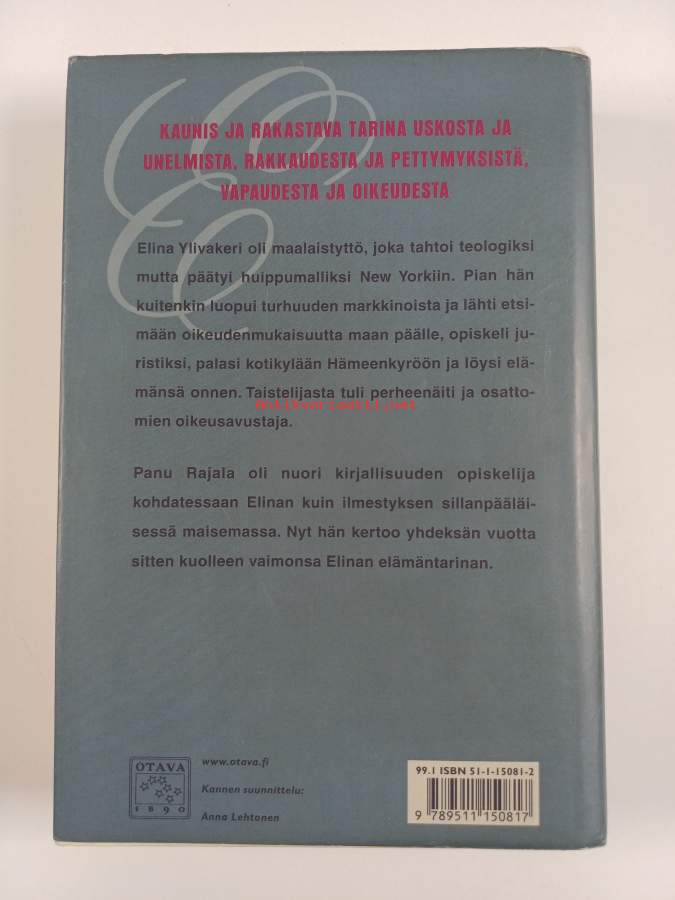 KAUNIS JA RAKASTAVA TARINA USKOSTA JA
UNELMISTA, RAKKAUDESTA JA PETTYMYKSISTÄ,
VAPAUDESTA JA OIKEUDESTA
Elina Ylivakeri oli maalaistyttö, joka tahtoi teologiksi
mutta päätyi huippumalliksi New Yorkiin. Pian hän
kuitenkin luopui turhuuden markkinoista ja lähti etsi-
mään oikeudenmukaisuutta maan päälle, opiskeli ju-
ristiksi, palasi kotikylään Hämeenkyröön ja löysi elä-
mänsä onnen. Taistelijasta tuli perheenäiti ja osatto-
mien oikeusavustaja.
Panu Rajala oli nuori kirjallisuuden opiskelija
kohdatessaan Elinan kuin ilmestyksen sillanpääläi-
sessä maisemassa. Nyt hän kertoo yhdeksän vuotta
sitten kuolleen vaimonsa Elinan elämäntarinan.
OTAVA
1890
www.otava.fi
Kannen suunnittelu:
Anna Lehtonen
99.1 ISBN 51-1-15081-2
9 789511 150817